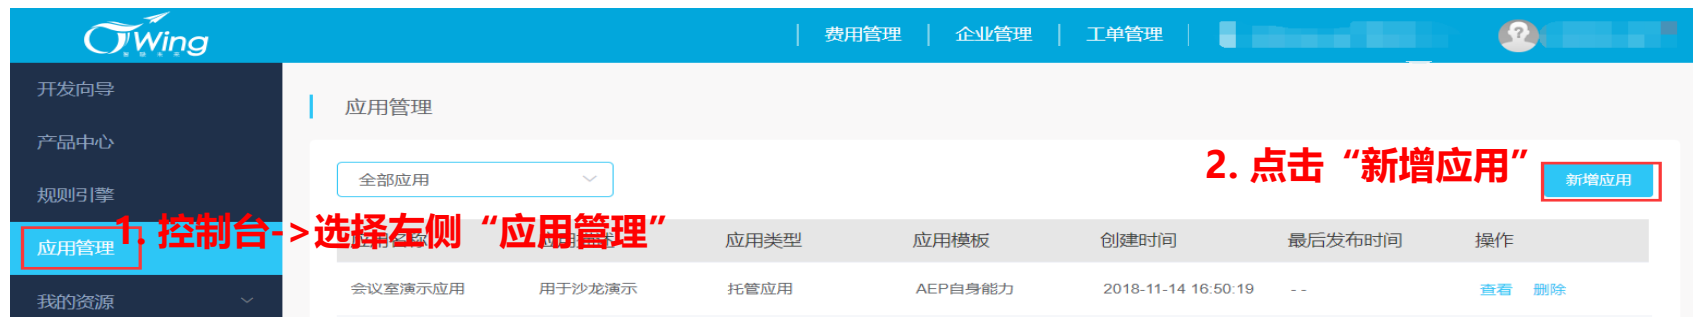 Wing
费用管理 企业管理 工单管理
开发向导
应用管理
产品中心
2. 点击“新增应用”
全部应用
新增应用
规则引擎
1. 控制台->选择左侧“应用管理”
应用管理
应用名称 应用类型 应用模板 创建时间 最后发布时间 操作
会议室演示应用 用于沙龙演示 托管应用 AEP自身能力 2018-11-14 16:50:19 -- 查看 删除
我的资源